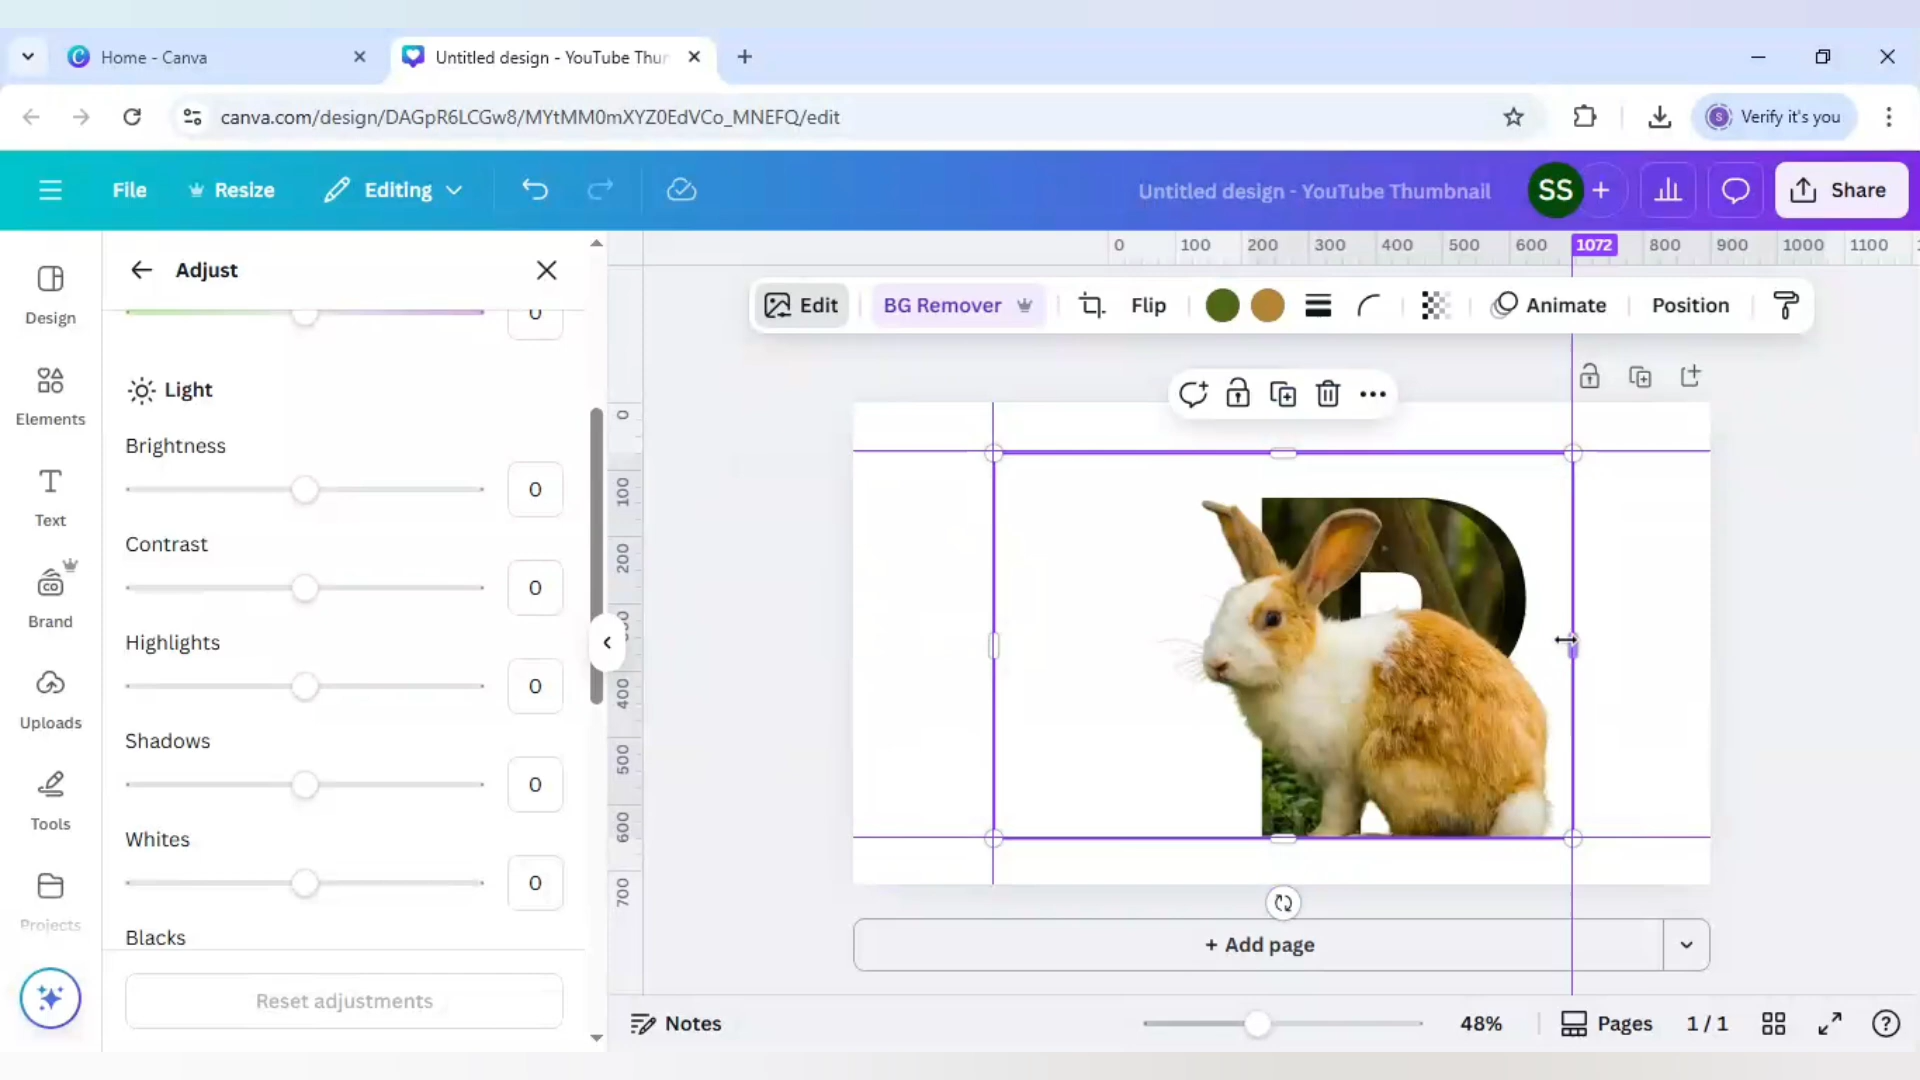 Home - Canva
Untitled design - YouTube Thur
canva.com/design/DAGpR6LCGw8/MYtMM0mXYZ0EdVCo_MNEFQ/edit
Verify it's you
File
Resize
Editing
Untitled design - YouTube Thumbnail
SS
Share
Design
Elements
Text
Brand
Uploads
Tools
Projects
Adjust
0
Light
Brightness
0
Contrast
0
Highlights
0
Shadows
0
Whites
0
Blacks
Reset adjustments
0 100 200 300 400 500 600 1072 800 900 1000 1100
Edit
BG Remover
Flip
Animate
Position
0
100
200
400
500
600
700
+ Add page
Notes
48%
Pages
1 / 1